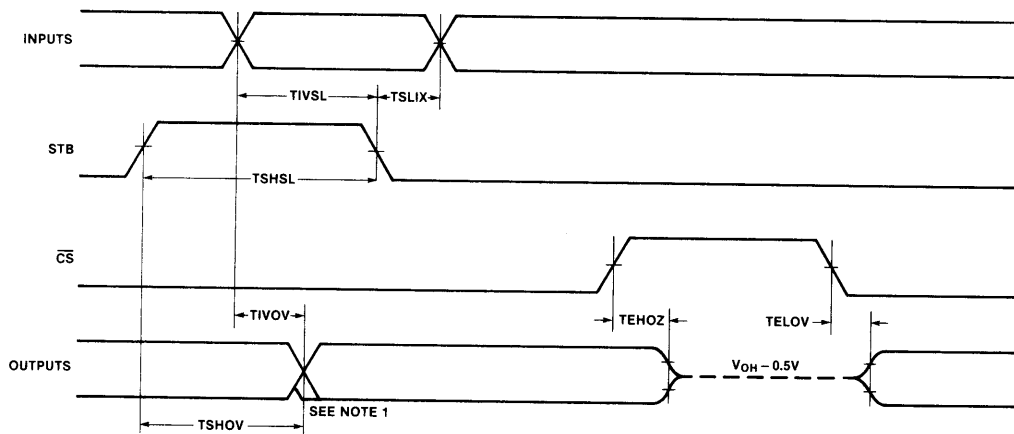 INPUTS
TIVSL
TSLIX
STB
TSHSL
CS
TIVOV
TEHOZ
TELOV
OUTPUTS
VOH – 0.5V
SEE NOTE 1
TSHOV